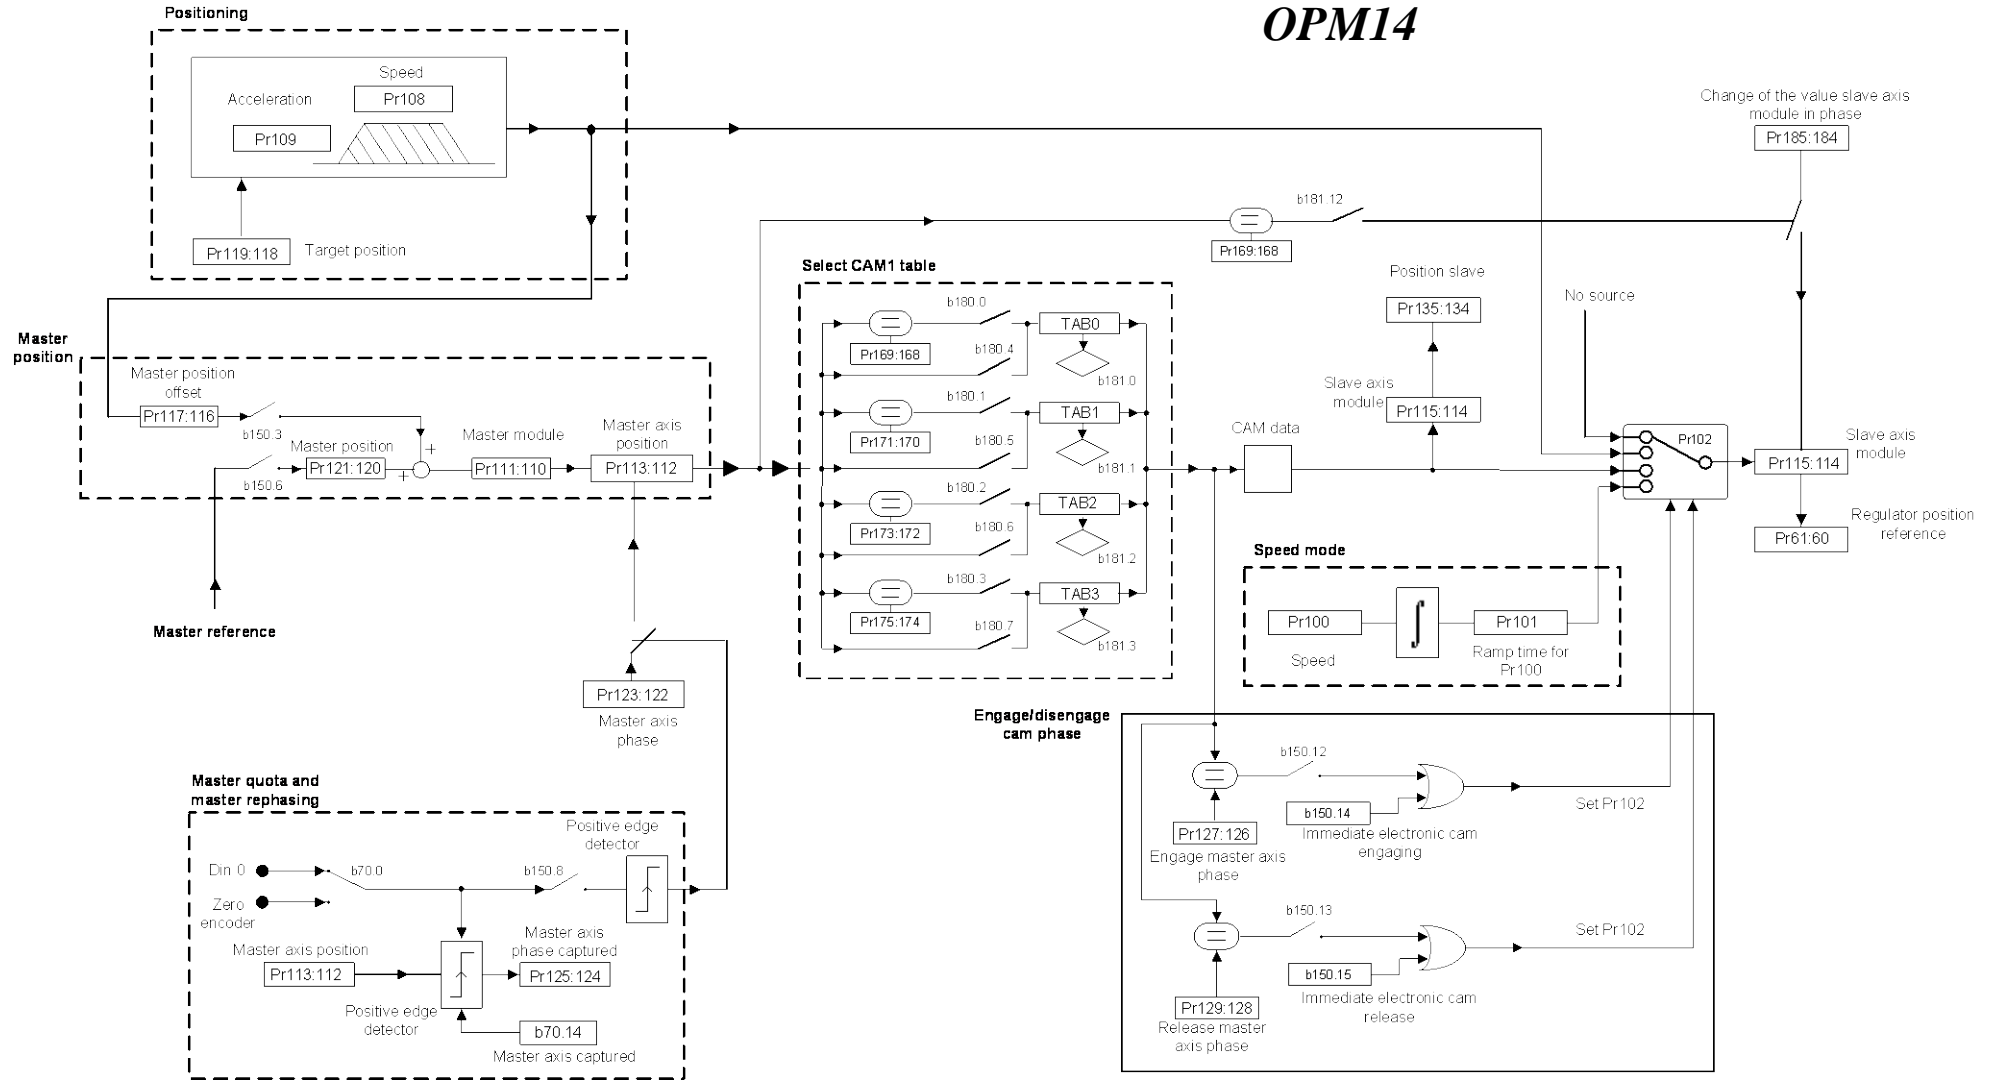 OPM14
Positioning
Speed
Pr108
Acceleration
Pr109
Pr119:118
Target position
Change of the value slave axis
module in phase
Pr185:184
b181.12
Pr169:168
Select CAM1 table
b180.0
TAB0
Pr169:168
b180.4
b181.0
b180.1
TAB1
Pr171:170
b180.5
b181.1
b180.2
TAB2
Pr173:172
b180.6
b181.2
b180.3
TAB3
Pr175:174
b180.7
b181.3
Position slave
Pr135:134
No source
Slave axis
module
Pr115:114
CAM data
Pr102
Slave axis
module
Pr115:114
Regulator position
reference
Pr61:60
Master
position
Master position
offset
Pr117:116
b150.3
Master position
Pr121:120
b150.6
+
+
Master module
Pr111:110
Master axis
position
Pr113:112
Master reference
Pr123:122
Master axis
phase
Speed mode
Pr100
Speed
∫
Pr101
Ramp time for
Pr100
Engage/disengage
cam phase
b150.12
b150.14
Immediate electronic cam
engaging
Set Pr102
Pr127:126
Engage master axis
phase
b150.13
b150.15
Immediate electronic cam
release
Set Pr102
Pr129:128
Release master
axis phase
Master quota and
master rephasing
Positive edge
detector
Din 0
b70.0
b150.8
Zero
encoder
Master axis position
Pr113:112
Master axis
phase captured
Pr125:124
Positive edge
detector
b70.14
Master axis captured